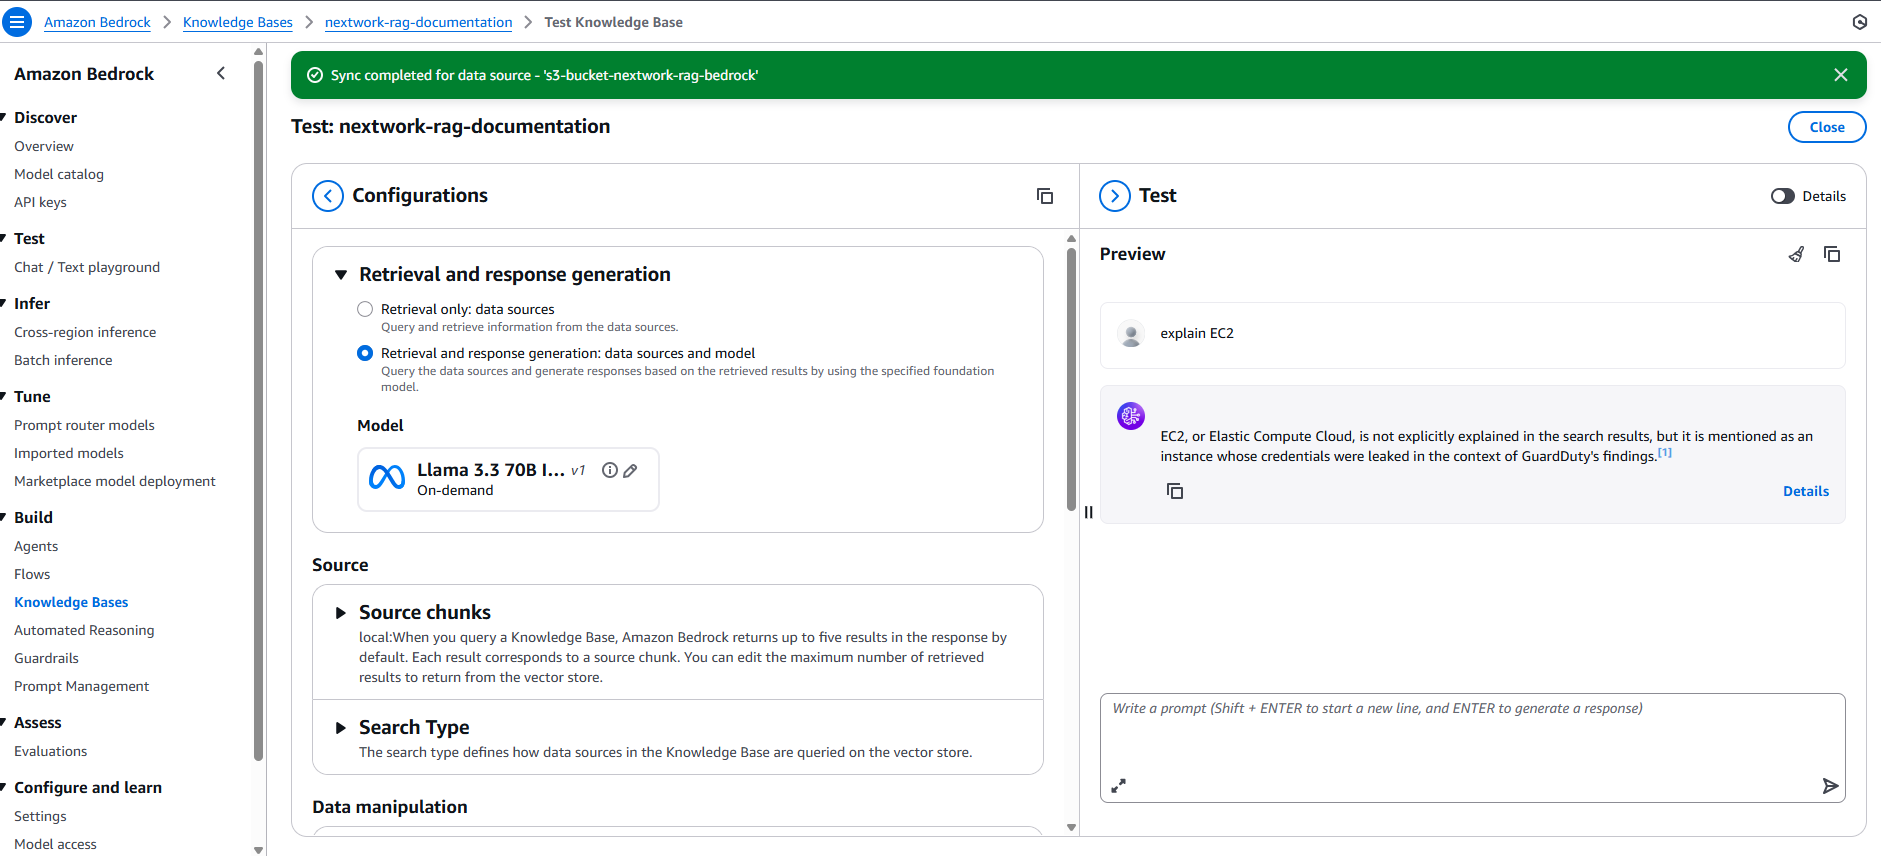 Amazon Bedrock > Knowledge Bases > nextwork-rag-documentation > Test Knowledge Base
Amazon Bedrock
Discover
Overview
Model catalog
API keys
Test
Chat / Text playground
Infer
Cross-region inference
Batch inference
Tune
Prompt router models
Imported models
Marketplace model deployment
Build
Agents
Flows
Knowledge Bases
Automated Reasoning
Guardrails
Prompt Management
Assess
Evaluations
Configure and learn
Settings
Model access
Sync completed for data source - 's3-bucket-nextwork-rag-bedrock'
Test: nextwork-rag-documentation
Close
Configurations
Retrieval and response generation
Retrieval only: data sources
Query and retrieve information from the data sources.
Retrieval and response generation: data sources and model
Query the data sources and generate responses based on the retrieved results by using the specified foundation
model.
Model
Llama 3.3 70B I... v1
On-demand
Source
Source chunks
local:When you query a Knowledge Base, Amazon Bedrock returns up to five results in the response by
default. Each result corresponds to a source chunk. You can edit the maximum number of retrieved
results to return from the vector store.
Search Type
The search type defines how data sources in the Knowledge Base are queried on the vector store.
Data manipulation
Test
Details
Preview
explain EC2
EC2, or Elastic Compute Cloud, is not explicitly explained in the search results, but it is mentioned as an
instance whose credentials were leaked in the context of GuardDuty's findings.[1]
Details
Write a prompt (Shift + ENTER to start a new line, and ENTER to generate a response)